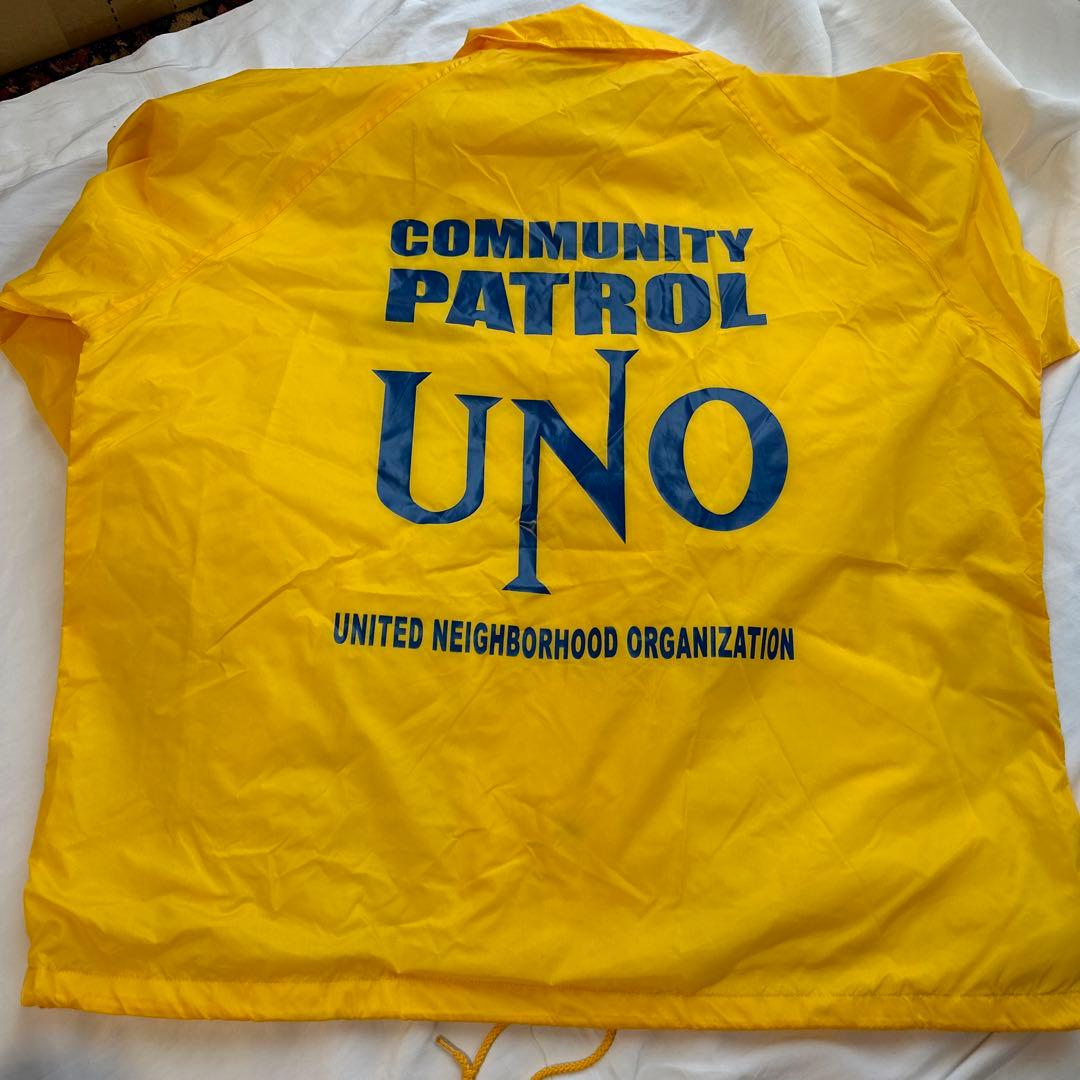 COMMUNITY
PATROL
UNO
UNITED NEIGHBORHOOD ORGANIZATION